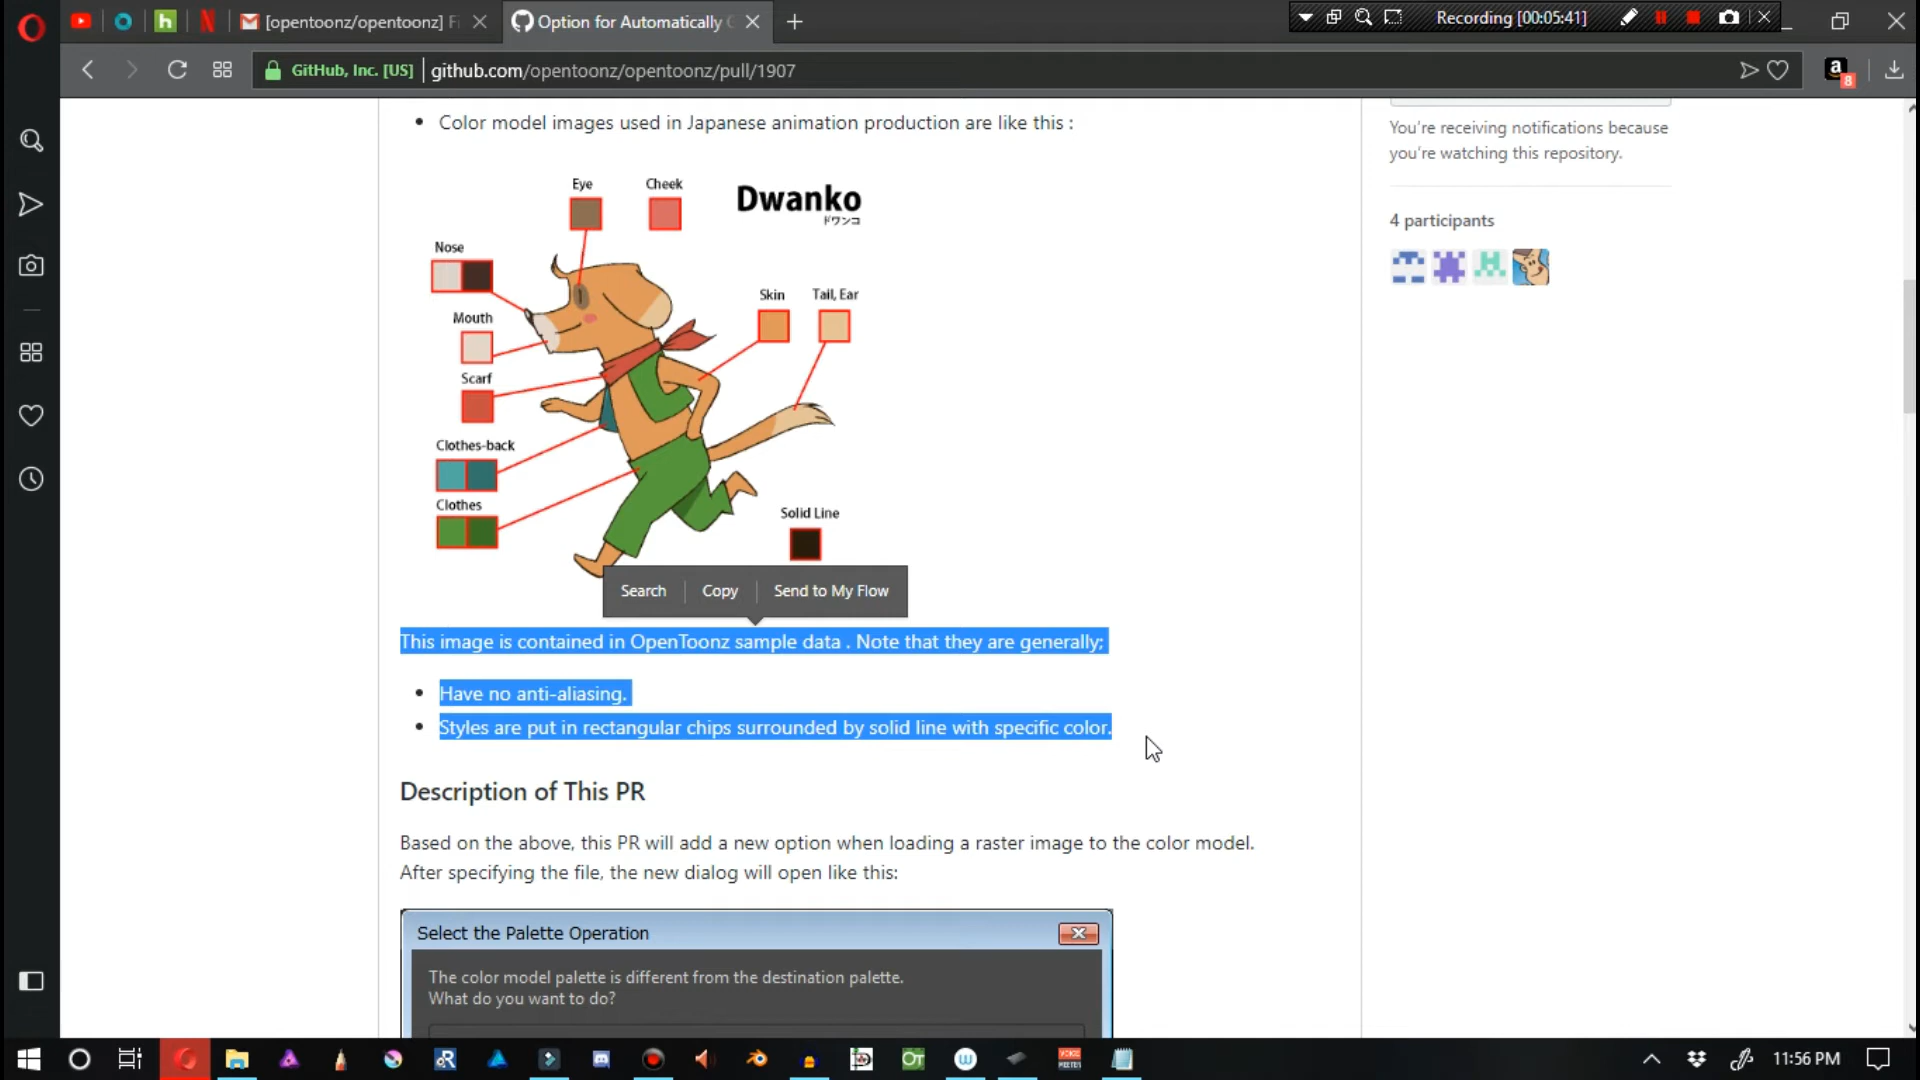 [opentoonz/opentoonz] Fi
Option for Automatically C
Recording [00:05:41]
GitHub, Inc. [US]
github.com/opentoonz/opentoonz/pull/1907
a
8
Color model images used in Japanese animation production are like this :
You're receiving notifications because
you're watching this repository.
4 participants
Eye
Cheek
Dwanko
ドワンコ
Nose
Mouth
Skin
Tail, Ear
Scarf
Clothes-back
Clothes
Solid Line
Search
Copy
Send to My Flow
This image is contained in OpenToonz sample data . Note that they are generally;
Have no anti-aliasing.
Styles are put in rectangular chips surrounded by solid line with specific color.
Description of This PR
Based on the above, this PR will add a new option when loading a raster image to the color model.
After specifying the file, the new dialog will open like this:
Select the Palette Operation
The color model palette is different from the destination palette.
What do you want to do?
OT
11:56 PM